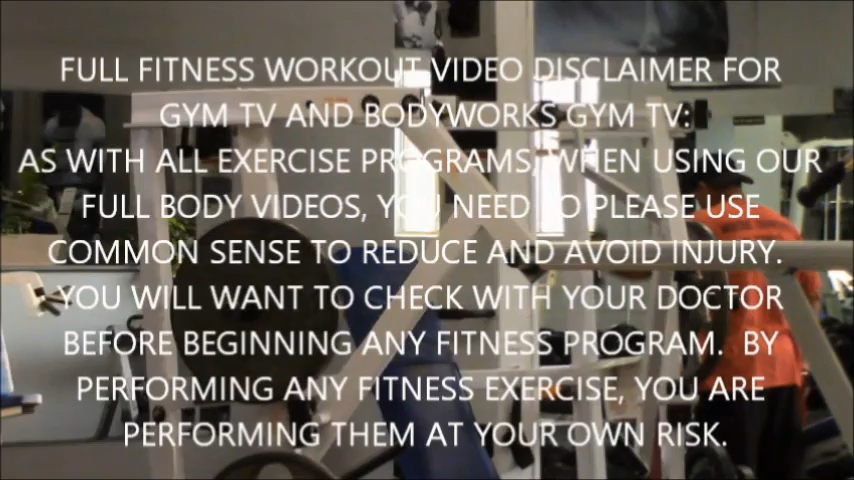 FULL FITNESS WORKOUT VIDEO DISCLAIMER FOR
GYM TV AND BODYWORKS GYM TV:
AS WITH ALL EXERCISE PROGRAMS, WHEN USING OUR
FULL BODY VIDEOS, YOU NEED TO PLEASE USE
COMMON SENSE TO REDUCE AND AVOID INJURY.
YOU WILL WANT TO CHECK WITH YOUR DOCTOR
BEFORE BEGINNING ANY FITNESS PROGRAM.  BY
PERFORMING ANY FITNESS EXERCISE, YOU ARE
PERFORMING THEM AT YOUR OWN RISK.